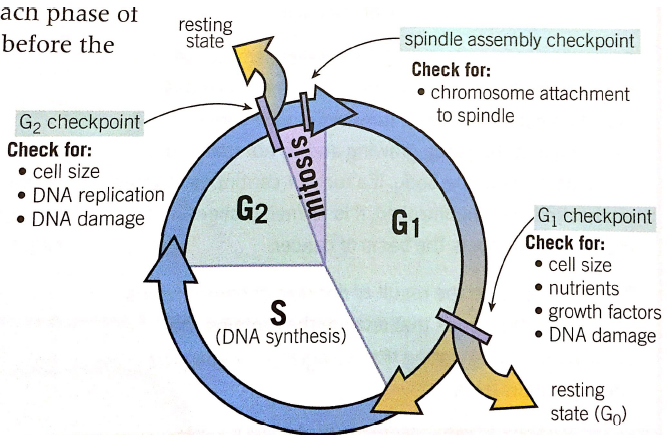 ach phase of
before the
resting
state
spindle assembly checkpoint
Check for:
• chromosome attachment
to spindle
G₂ checkpoint
Check for:
• cell size
• DNA replication
• DNA damage
mitosis
G₂
G₁
G₁ checkpoint
Check for:
• cell size
• nutrients
• growth factors
• DNA damage
S
(DNA synthesis)
resting
state (G₀)